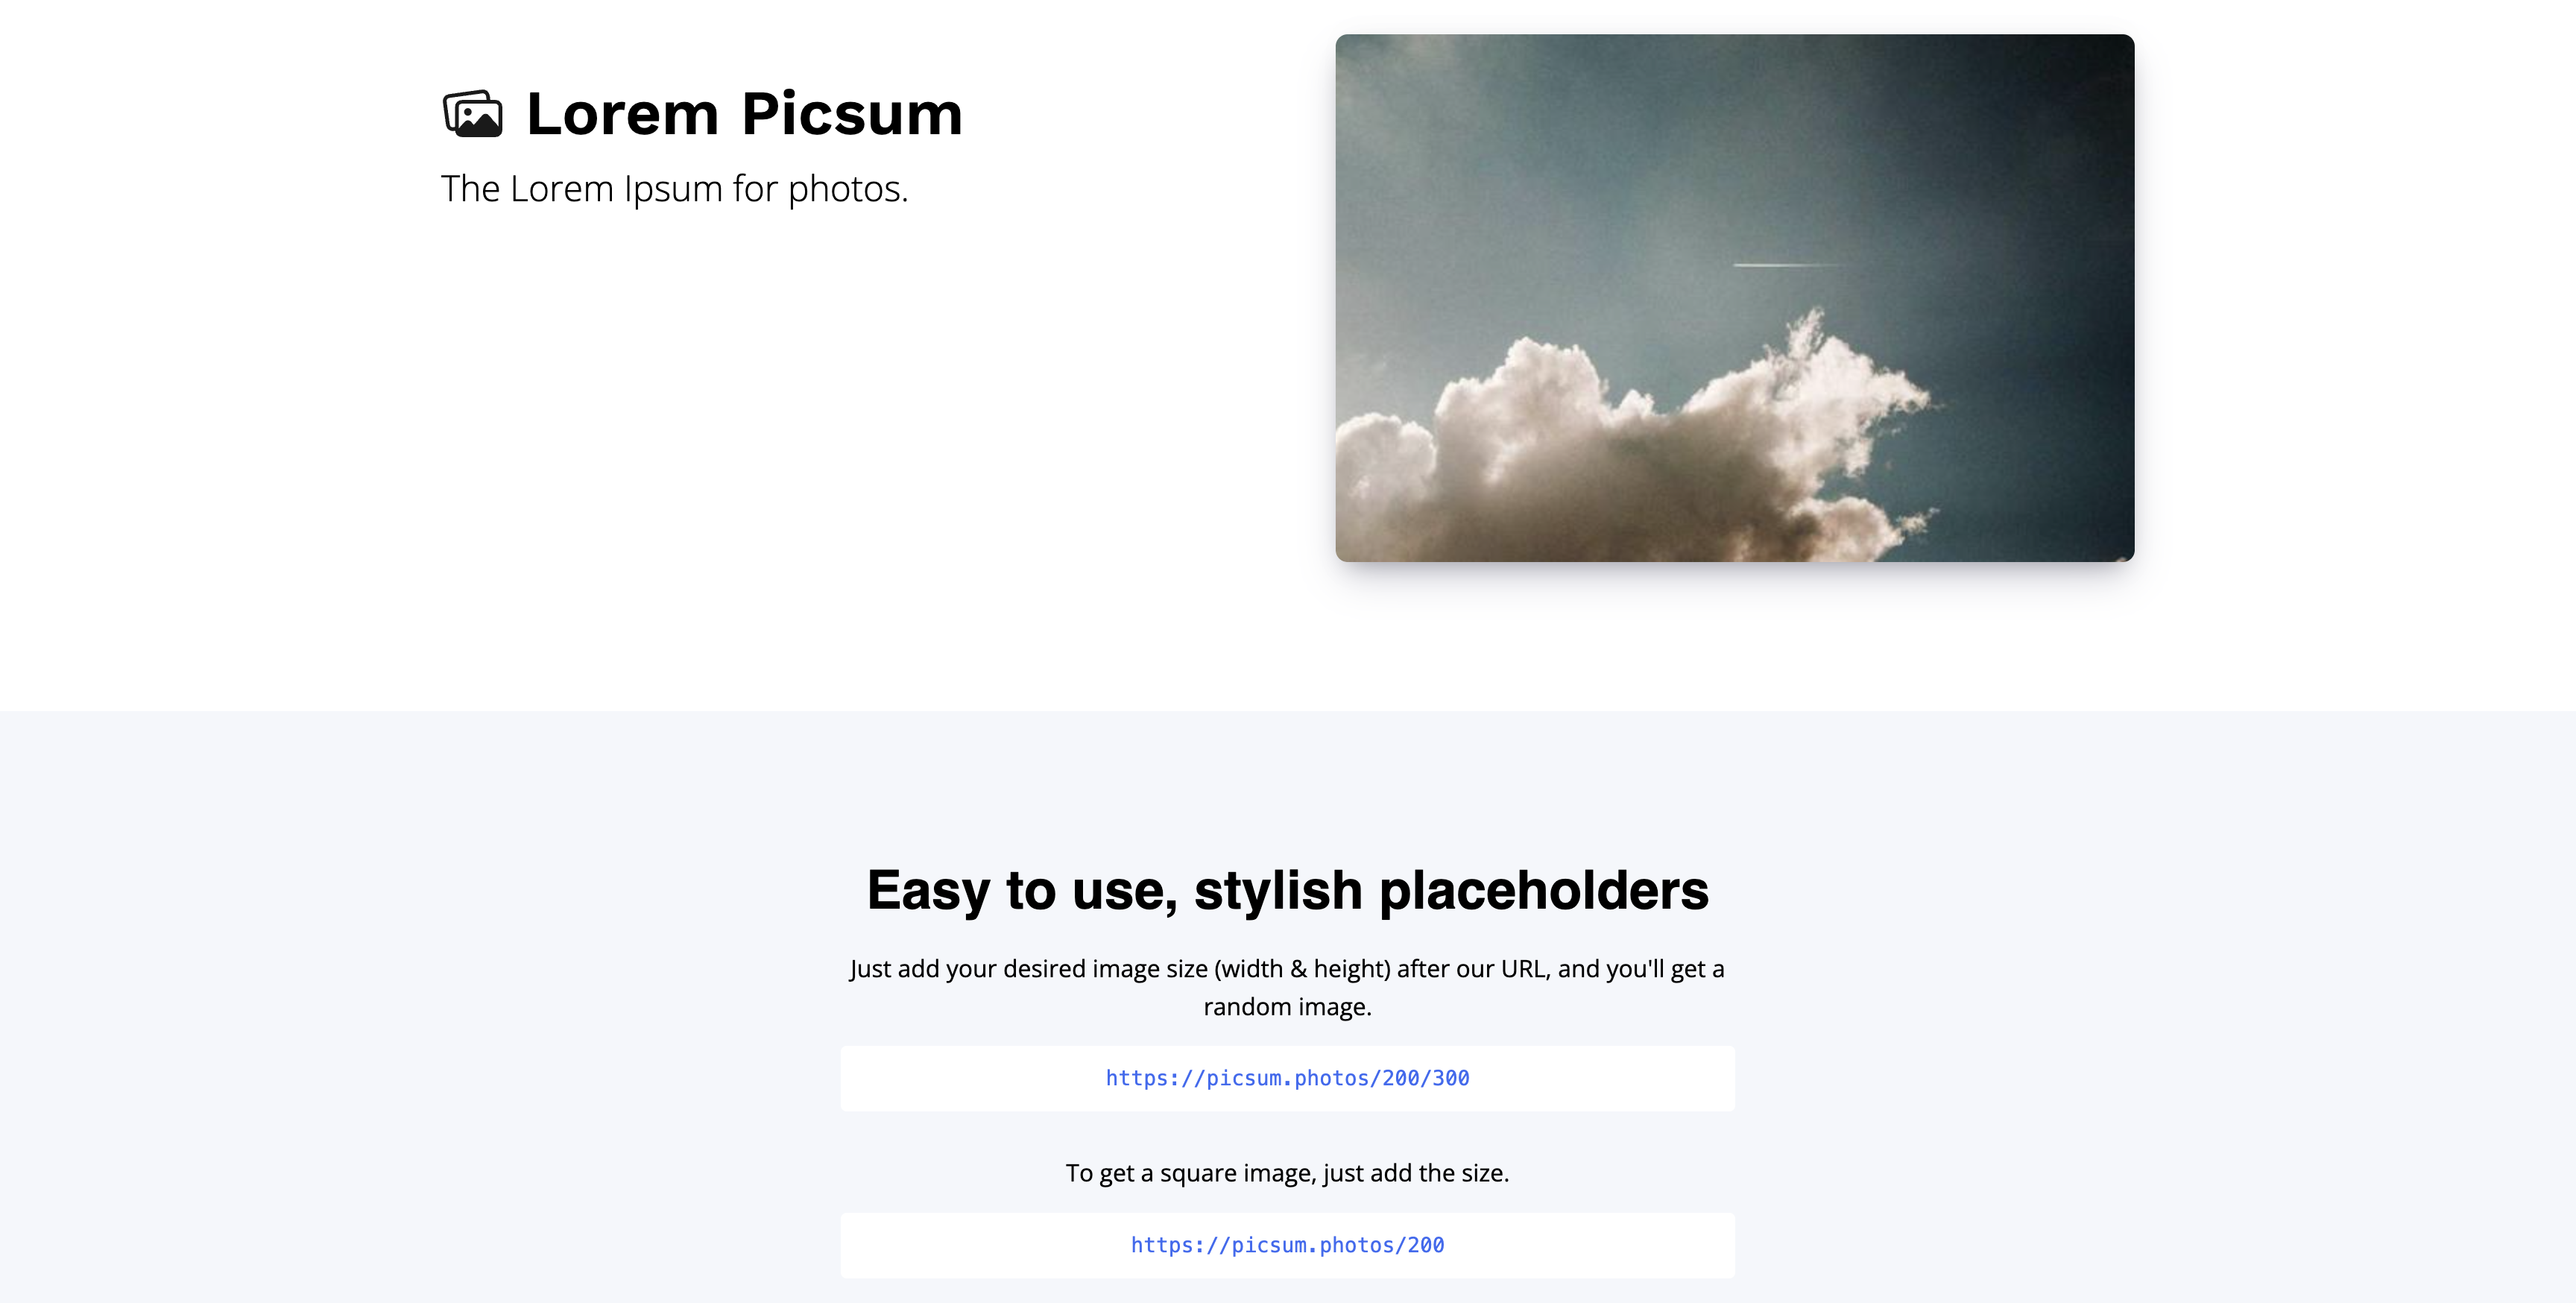 Lorem Picsum
The Lorem Ipsum for photos.
Easy to use, stylish placeholders
Just add your desired image size (width & height) after our URL, and you'll get a
random image.
https://picsum.photos/200/300
To get a square image, just add the size.
https://picsum.photos/200